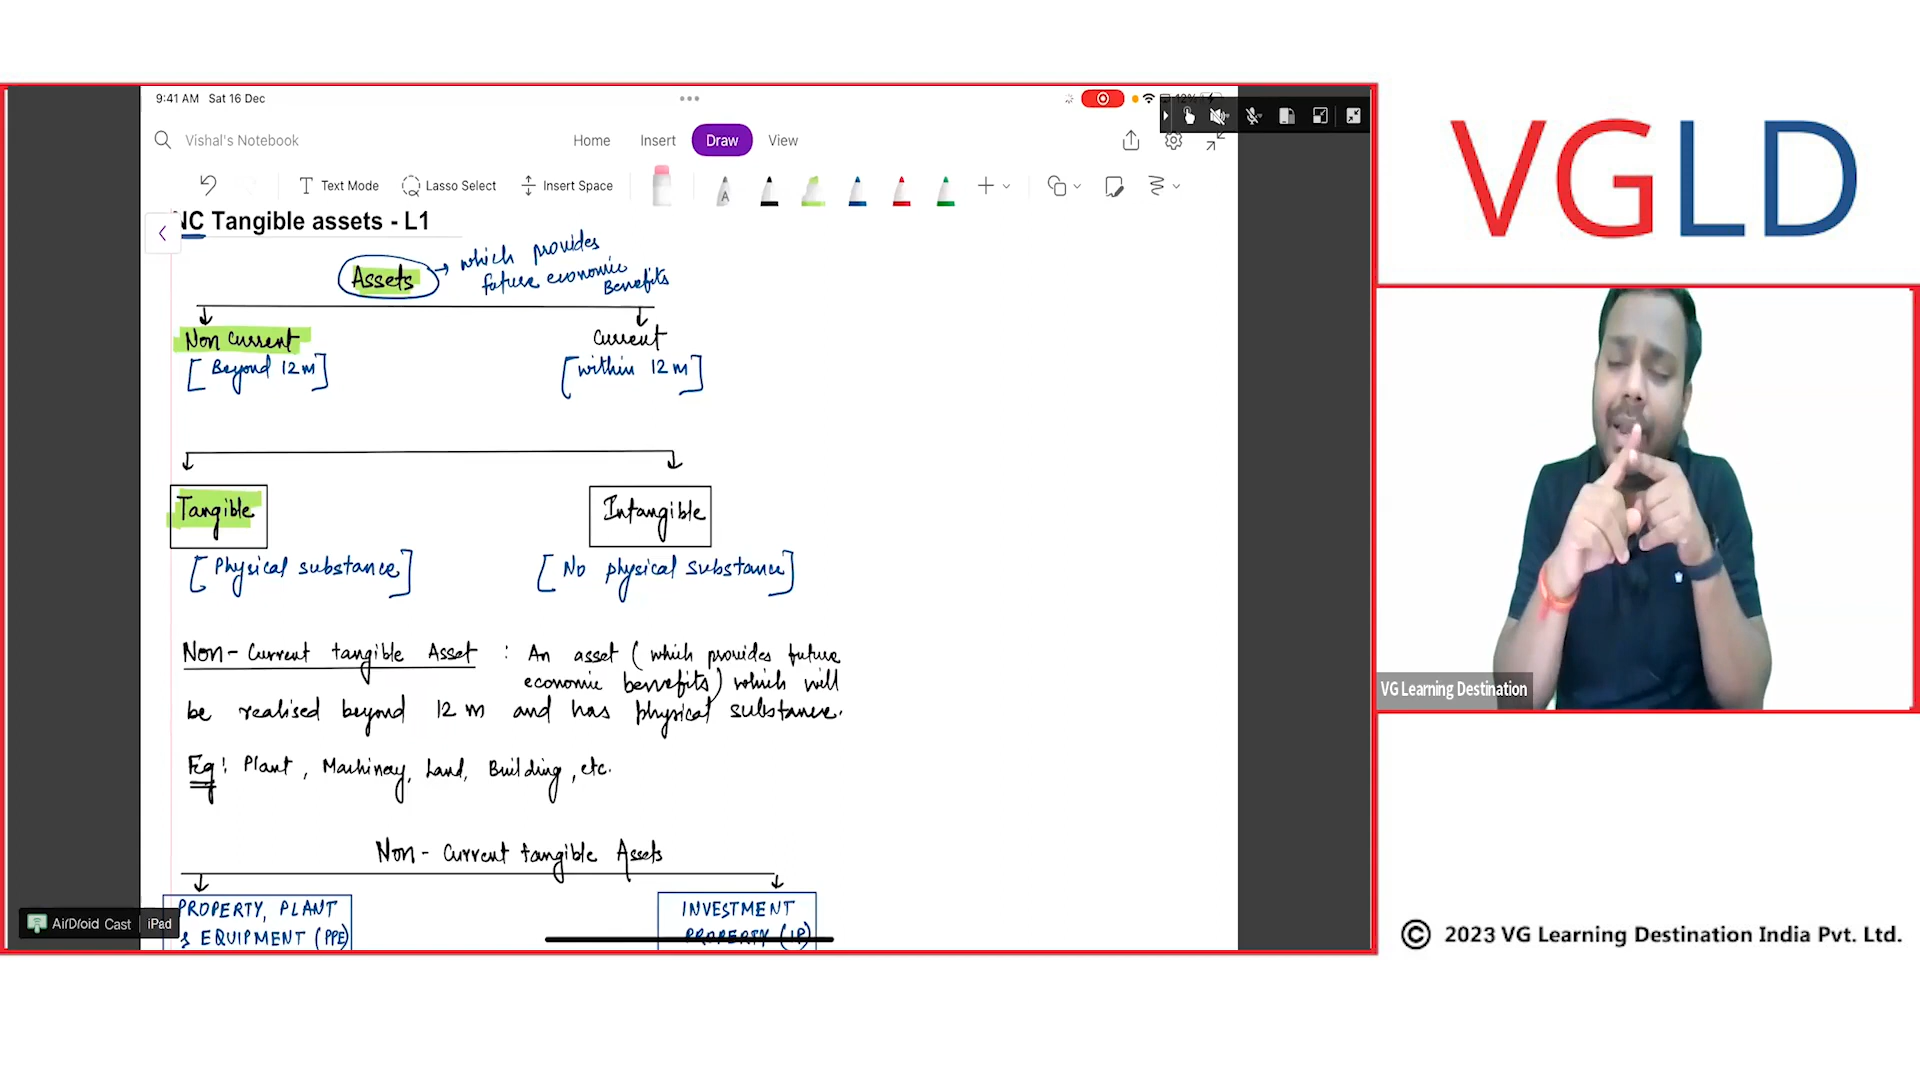 9:41 AM Sat 16 Dec
12%
Vishal's Notebook
Home Insert Draw View
Text Mode Lasso Select Insert Space
NC Tangible assets - L1
Assets → which provides
future economic
Benefits
Non Current
Current
[Beyond 12 m]
[within 12 m]
Tangible
Intangible
[Physical substance]
[No physical substance]
Non-Current tangible Asset : An asset (which provides future
economic benefits) which will
be realised beyond 12 m and has physical substance.
Eg: Plant, Machinery, Land, Building, etc.
Non-Current tangible Assets
PROPERTY, PLANT
& EQUIPMENT (PPE)
INVESTMENT
PROPERTY (IP)
AirDroid Cast iPad
VGLD
VG Learning Destination
© 2023 VG Learning Destination India Pvt. Ltd.